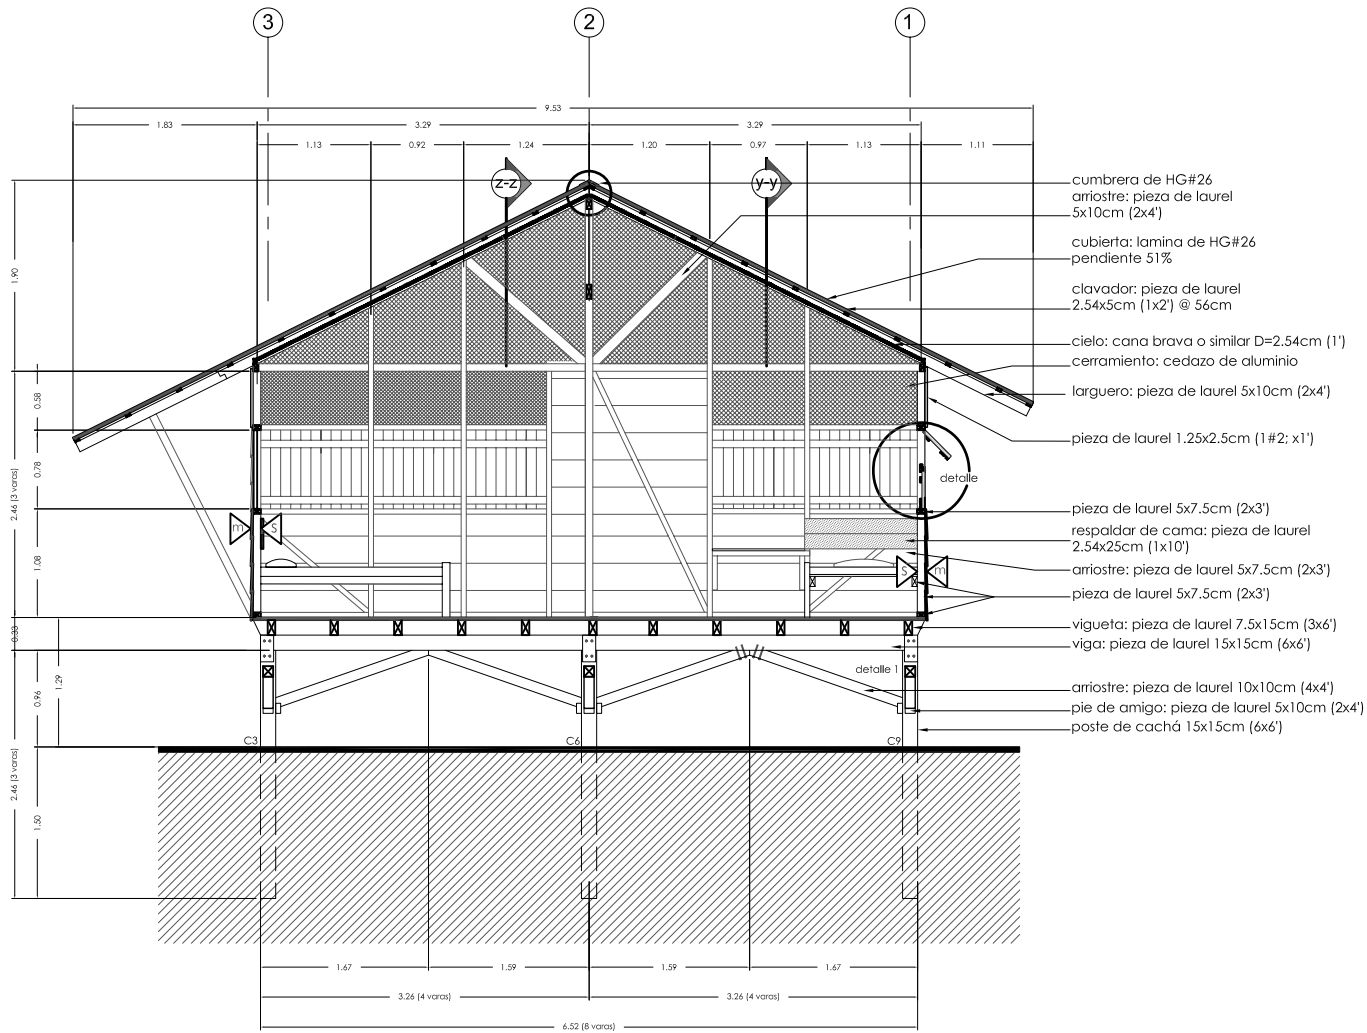 3
2
1
9.53
1.83
3.29
3.29
1.13
0.92
1.24
1.20
0.97
1.13
1.11
z-z
y-y
cumbrera de HG#26
arriostre: pieza de laurel
5x10cm (2x4')
cubierta: lamina de HG#26
pendiente 51%
clavador: pieza de laurel
2.54x5cm (1x2') @ 56cm
cielo: cana brava o similar D=2.54cm (1')
cerramiento: cedazo de aluminio
larguero: pieza de laurel 5x10cm (2x4')
pieza de laurel 1.25x2.5cm (1#2; x1')
detalle
pieza de laurel 5x7.5cm (2x3')
respaldar de cama: pieza de laurel
2.54x25cm (1x10')
arriostre: pieza de laurel 5x7.5cm (2x3')
pieza de laurel 5x7.5cm (2x3')
vigueta: pieza de laurel 7.5x15cm (3x6')
viga: pieza de laurel 15x15cm (6x6')
detalle 1
arriostre: pieza de laurel 10x10cm (4x4')
pie de amigo: pieza de laurel 5x10cm (2x4')
poste de cachá 15x15cm (6x6')
1.90
0.58
0.78
2.46 (3 varas)
1.08
0.33
0.96
1.29
2.46 (3 varas)
1.50
m
S
S
m
C3
C6
C9
1.67
1.59
1.59
1.67
3.26 (4 varas)
3.26 (4 varas)
6.52 (8 varas)